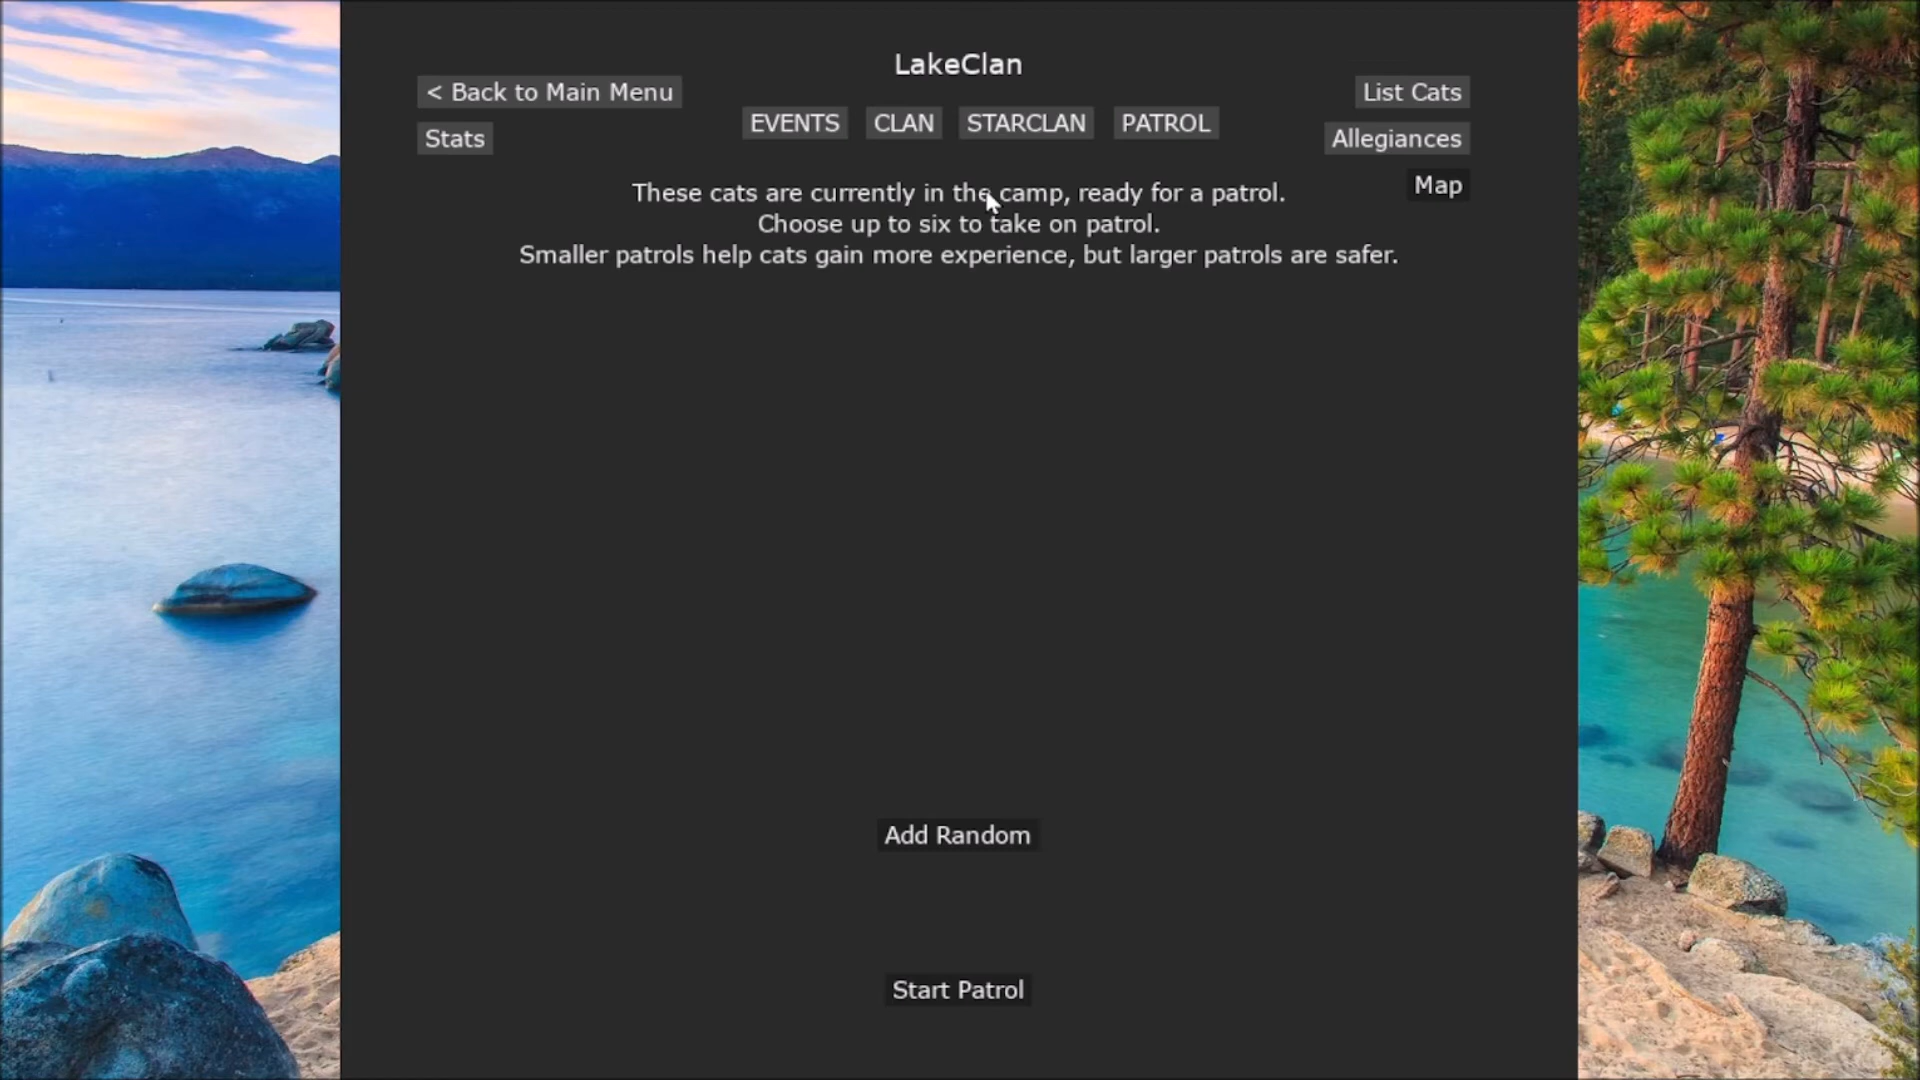 LakeClan
< Back to Main Menu
List Cats
EVENTS
CLAN
STARCLAN
PATROL
Stats
Allegiances
Map
These cats are currently in the camp, ready for a patrol.
Choose up to six to take on patrol.
Smaller patrols help cats gain more experience, but larger patrols are safer.
Add Random
Start Patrol